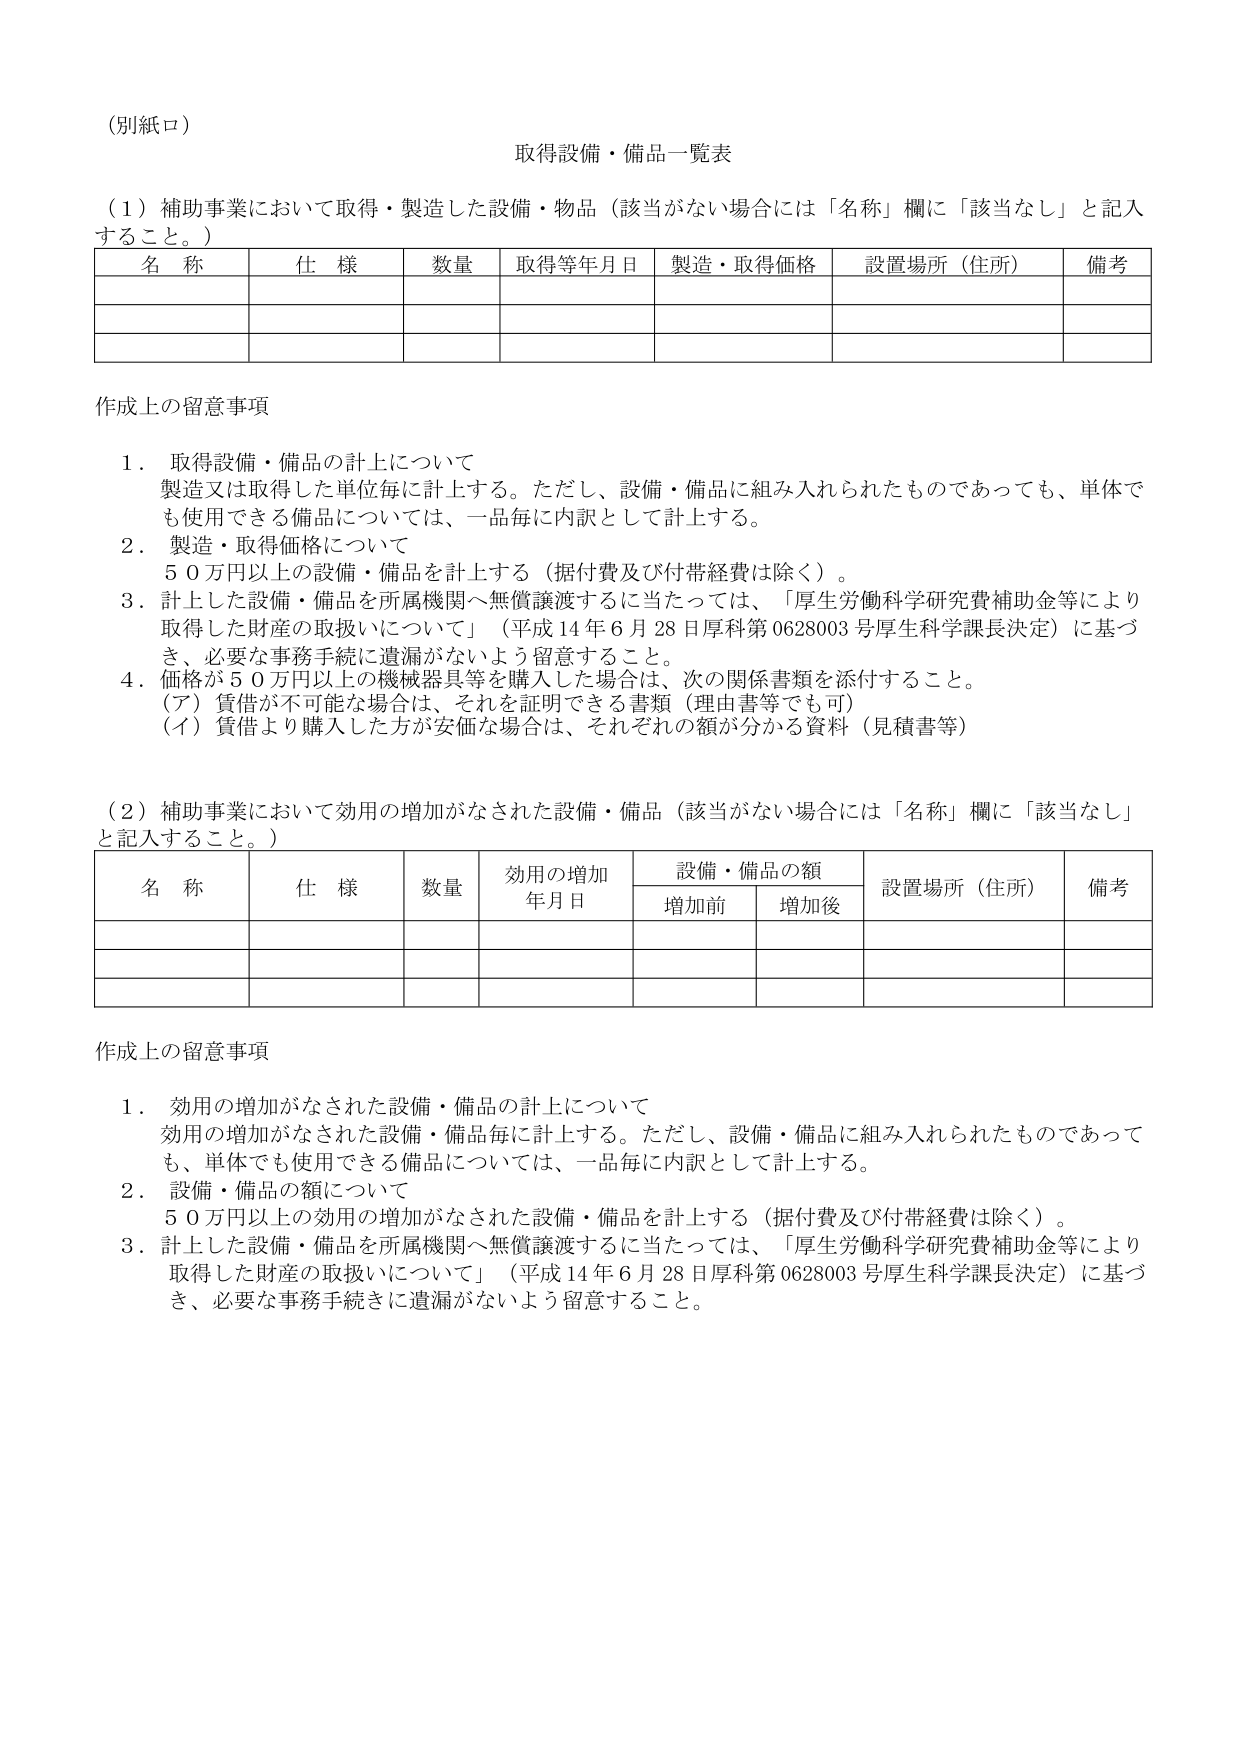 （別紙ロ）
取得設備・備品一覧表
（１）補助事業において取得・製造した設備・物品（該当がない場合には「名称」欄に「該当なし」と記入
すること。）
名　称　仕　様　数量　取得等年月日　製造・取得価格　設置場所（住所）　備考
作成上の留意事項
１．　取得設備・備品の計上について
製造又は取得した単位毎に計上する。ただし、設備・備品に組み入れられたものであっても、単体で
も使用できる備品については、一品毎に内訳として計上する。
２．　製造・取得価格について
５０万円以上の設備・備品を計上する（据付費及び付帯経費は除く）。
３．計上した設備・備品を所属機関へ無償譲渡するに当たっては、「厚生労働科学研究費補助金等により
取得した財産の取扱いについて」（平成14年６月28日厚科第0628003号厚生科学課長決定）に基づ
き、必要な事務手続に遺漏がないよう留意すること。
４．価格が５０万円以上の機械器具等を購入した場合は、次の関係書類を添付すること。
（ア）賃借が不可能な場合は、それを証明できる書類（理由書等でも可）
（イ）賃借より購入した方が安価な場合は、それぞれの額が分かる資料（見積書等）
（２）補助事業において効用の増加がなされた設備・備品（該当がない場合には「名称」欄に「該当なし」
と記入すること。）
名　称　仕　様　数量　効用の増加
年月日　設備・備品の額　設置場所（住所）　備考
増加前　増加後
作成上の留意事項
１．　効用の増加がなされた設備・備品の計上について
効用の増加がなされた設備・備品毎に計上する。ただし、設備・備品に組み入れられたものであって
も、単体でも使用できる備品については、一品毎に内訳として計上する。
２．　設備・備品の額について
５０万円以上の効用の増加がなされた設備・備品を計上する（据付費及び付帯経費は除く）。
３．計上した設備・備品を所属機関へ無償譲渡するに当たっては、「厚生労働科学研究費補助金等により
取得した財産の取扱いについて」（平成14年６月28日厚科第0628003号厚生科学課長決定）に基づ
き、必要な事務手続きに遺漏がないよう留意すること。